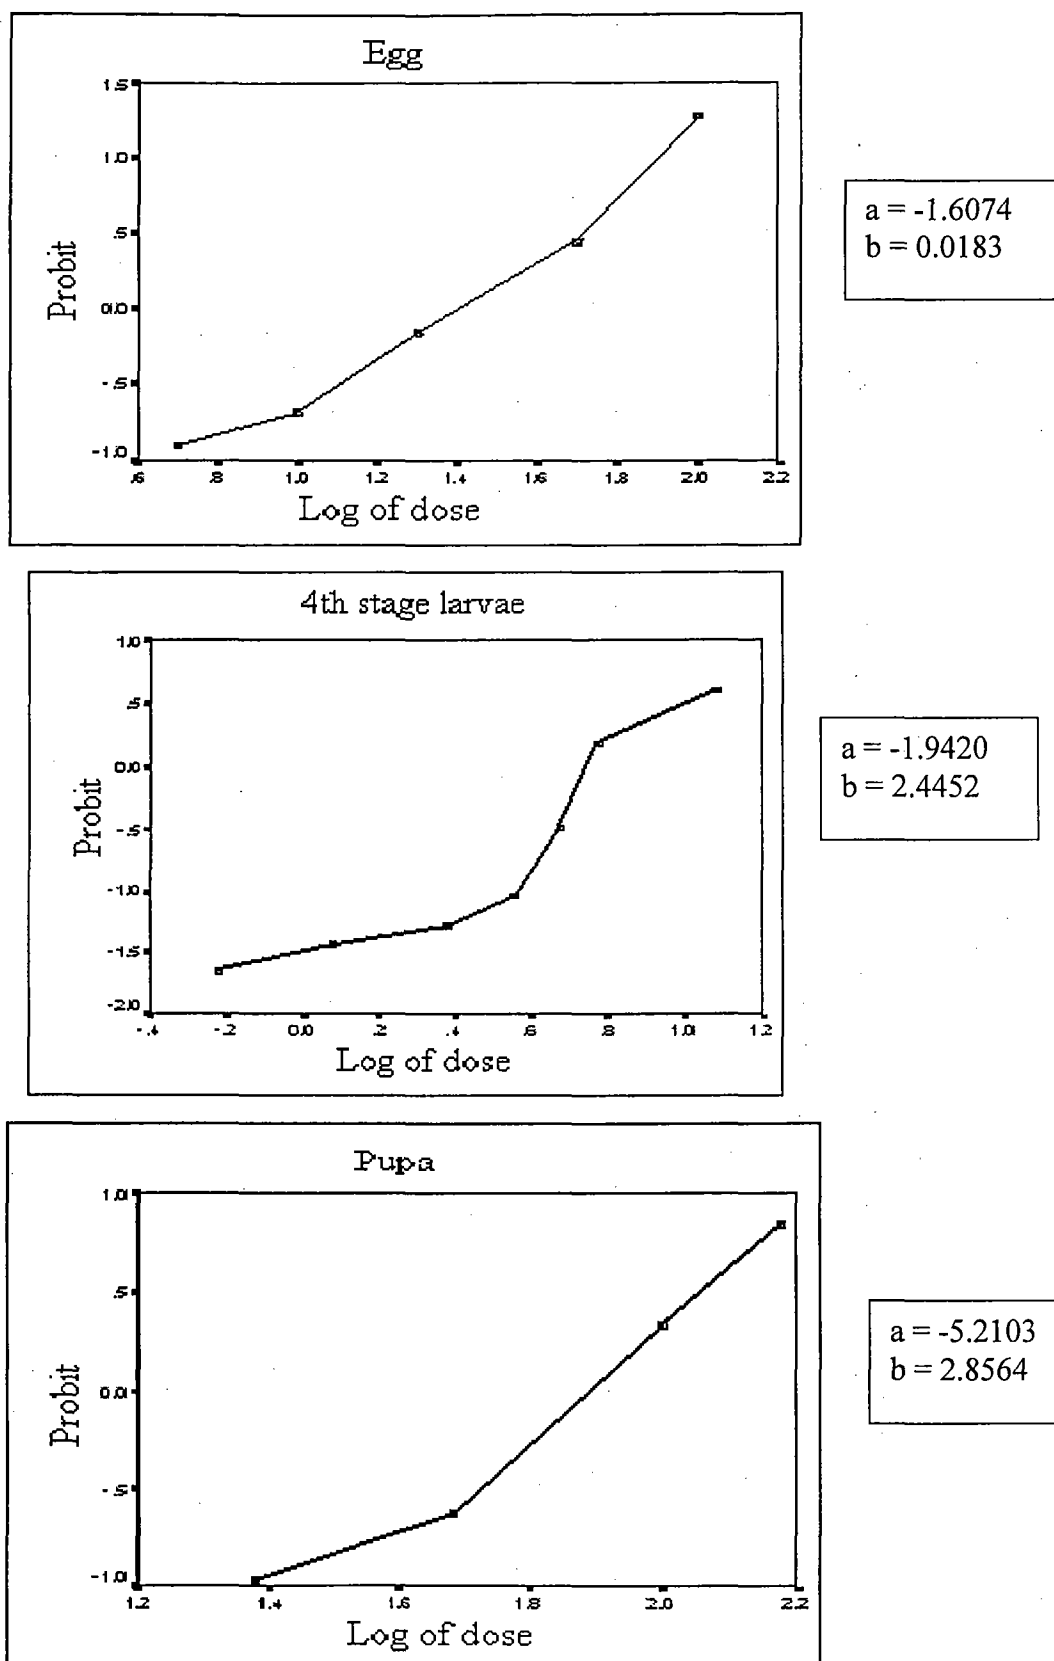 Egg
1.5
1.0
.5
0.0
-.5
-1.0
Probit
.6 .8 1.0 1.2 1.4 1.6 1.8 2.0 2.2
Log of dose
a = -1.6074
b = 0.0183
4th stage larvae
1.0
.5
0.0
-.5
-1.0
-1.5
-2.0
Probit
-.4 -.2 0.0 .2 .4 .6 .8 1.0 1.2
Log of dose
a = -1.9420
b = 2.4452
Pupa
1.0
.5
0.0
-.5
-1.0
Probit
1.2 1.4 1.6 1.8 2.0 2.2
Log of dose
a = -5.2103
b = 2.8564